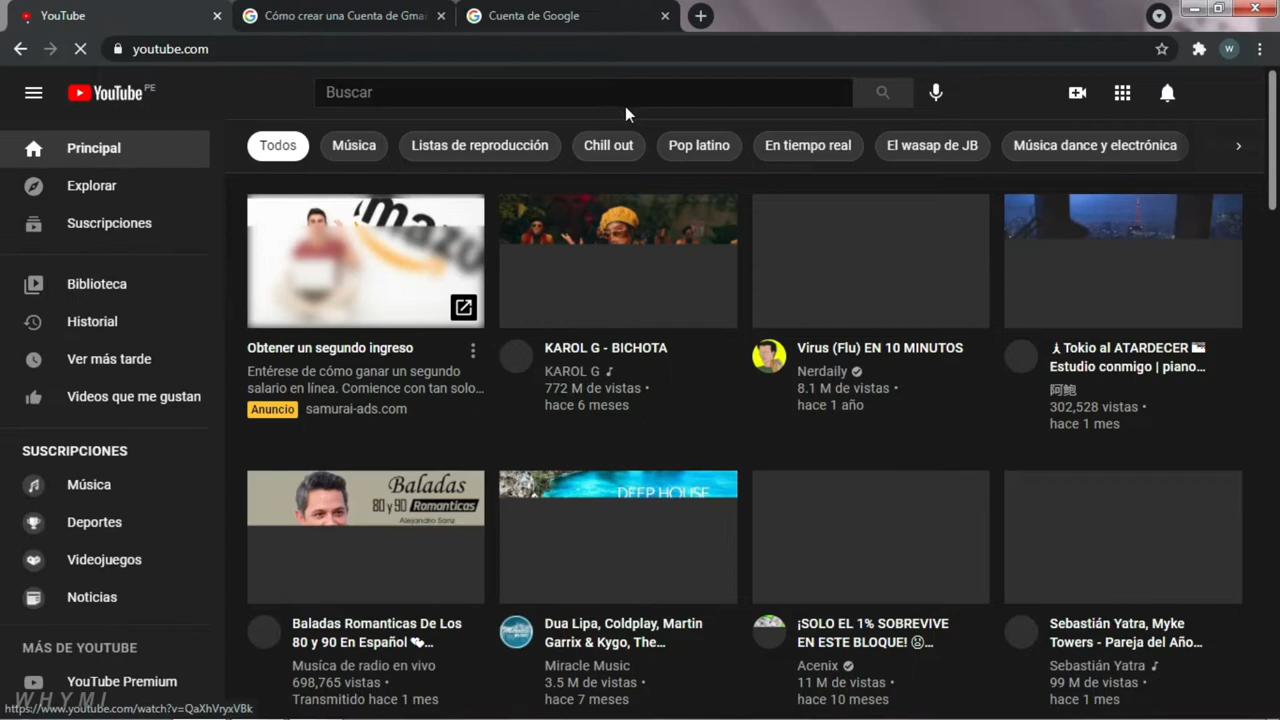 YouTube
Cómo crear una Cuenta de Gmai
Cuenta de Google
youtube.com
W
YouTube PE
Buscar
Principal
Explorar
Suscripciones
Biblioteca
Historial
Ver más tarde
Videos que me gustan
SUSCRIPCIONES
Música
Deportes
Videojuegos
Noticias
MÁS DE YOUTUBE
YouTube Premium
WHYMI
https://www.youtube.com/watch?v=QaXhVryxVBk
Todos
Música
Listas de reproducción
Chill out
Pop latino
En tiempo real
El wasap de JB
Música dance y electrónica
amazo
Obtener un segundo ingreso
Entérese de cómo ganar un segundo
salario en línea. Comience con tan solo...
Anuncio samurai-ads.com
KAROL G - BICHOTA
KAROL G
772 M de vistas •
hace 6 meses
Virus (Flu) EN 10 MINUTOS
Nerdaily
8.1 M de vistas •
hace 1 año
🗼Tokio al ATARDECER 🌃
Estudio conmigo | piano...
阿鮑
302,528 vistas •
hace 1 mes
Baladas
80 y 90 Romanticas
Alejandro Sanz
Baladas Romanticas De Los
80 y 90 En Español 💖...
Musíca de radio en vivo
698,765 vistas •
Transmitido hace 1 mes
DEEP HOUSE
Dua Lipa, Coldplay, Martin
Garrix & Kygo, The...
Miracle Music
3.5 M de vistas •
hace 7 meses
¡SOLO EL 1% SOBREVIVE
EN ESTE BLOQUE! 😧...
Acenix
11 M de vistas •
hace 10 meses
Sebastián Yatra, Myke
Towers - Pareja del Año...
Sebastián Yatra
99 M de vistas •
hace 1 mes